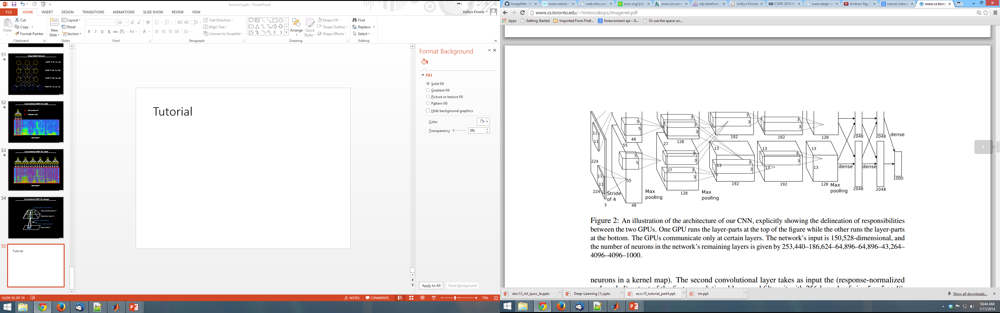 lecture5.pptx - PowerPoint
FILE HOME INSERT DESIGN TRANSITIONS ANIMATIONS SLIDE SHOW REVIEW VIEW
Aditya Khosla
Paste
Cut
Copy
Format Painter
Clipboard
New Slide
Layout
Reset
Section
Slides
28
B I U S abc AV Aa A
Font
Text Direction
Align Text
Convert to SmartArt
Paragraph
Arrange
Quick Styles
Shape Fill
Shape Outline
Shape Effects
Drawing
Find
Replace
Select
Editing
51
Deep Belief Network
52
Convolutional DBN for audio
Max pooling unit
Detection units
Spectrogram
53
Convolutional DBN for audio
Spectrogram
54
Convolutional DBN for Images
Max-pooling layer P
Detection layer H
Input data V
55
Tutorial
Tutorial
Format Background
FILL
Solid fill
Gradient fill
Picture or texture fill
Pattern fill
Hide background graphics
Color
Transparency 0%
Apply to All Reset Background
SLIDE 55 OF 55
NOTES COMMENTS 75%
ImageNet - U www.robots. web.info.uvt. arxiv.org/pdf. www.iro.umo nlp.stanford. Aditya Khosla CVPR 2014 W www.deep-ve Andrew Ng: neural netwo www.cs.toron
www.cs.toronto.edu/~hinton/absps/imagenet.pdf
Apps Getting Started Imported From Firef... forexconnect api - G... Or use the space un...
11 11 5 5 48 55 3 3 3 27 128 3 3 192 3 3 192 128 2048 2048 dense
224 11 11 5 5 55 3 3 27 3 3 128 13 13 3 3 192 13 13 3 3 192 13 13 128 dense dense 1000
224 Stride of 4
3 48
Max pooling
Max pooling
Max pooling
2048 2048
5
Figure 2: An illustration of the architecture of our CNN, explicitly showing the delineation of responsibilities
between the two GPUs. One GPU runs the layer-parts at the top of the figure while the other runs the layer-parts
at the bottom. The GPUs communicate only at certain layers. The network's input is 150,528-dimensional, and
the number of neurons in the network's remaining layers is given by 253,440–186,624–64,896–64,896–43,264–
4096–4096–1000.
neurons in a kernel map). The second convolutional layer takes as input the (response-normalized
stoc13_ml_quoc_le.pptx Deep-Learning (1).pptx eccv10_tutorial_part4.ppt nn.ppt Show all downloads...
10:44 AM
1/17/2014